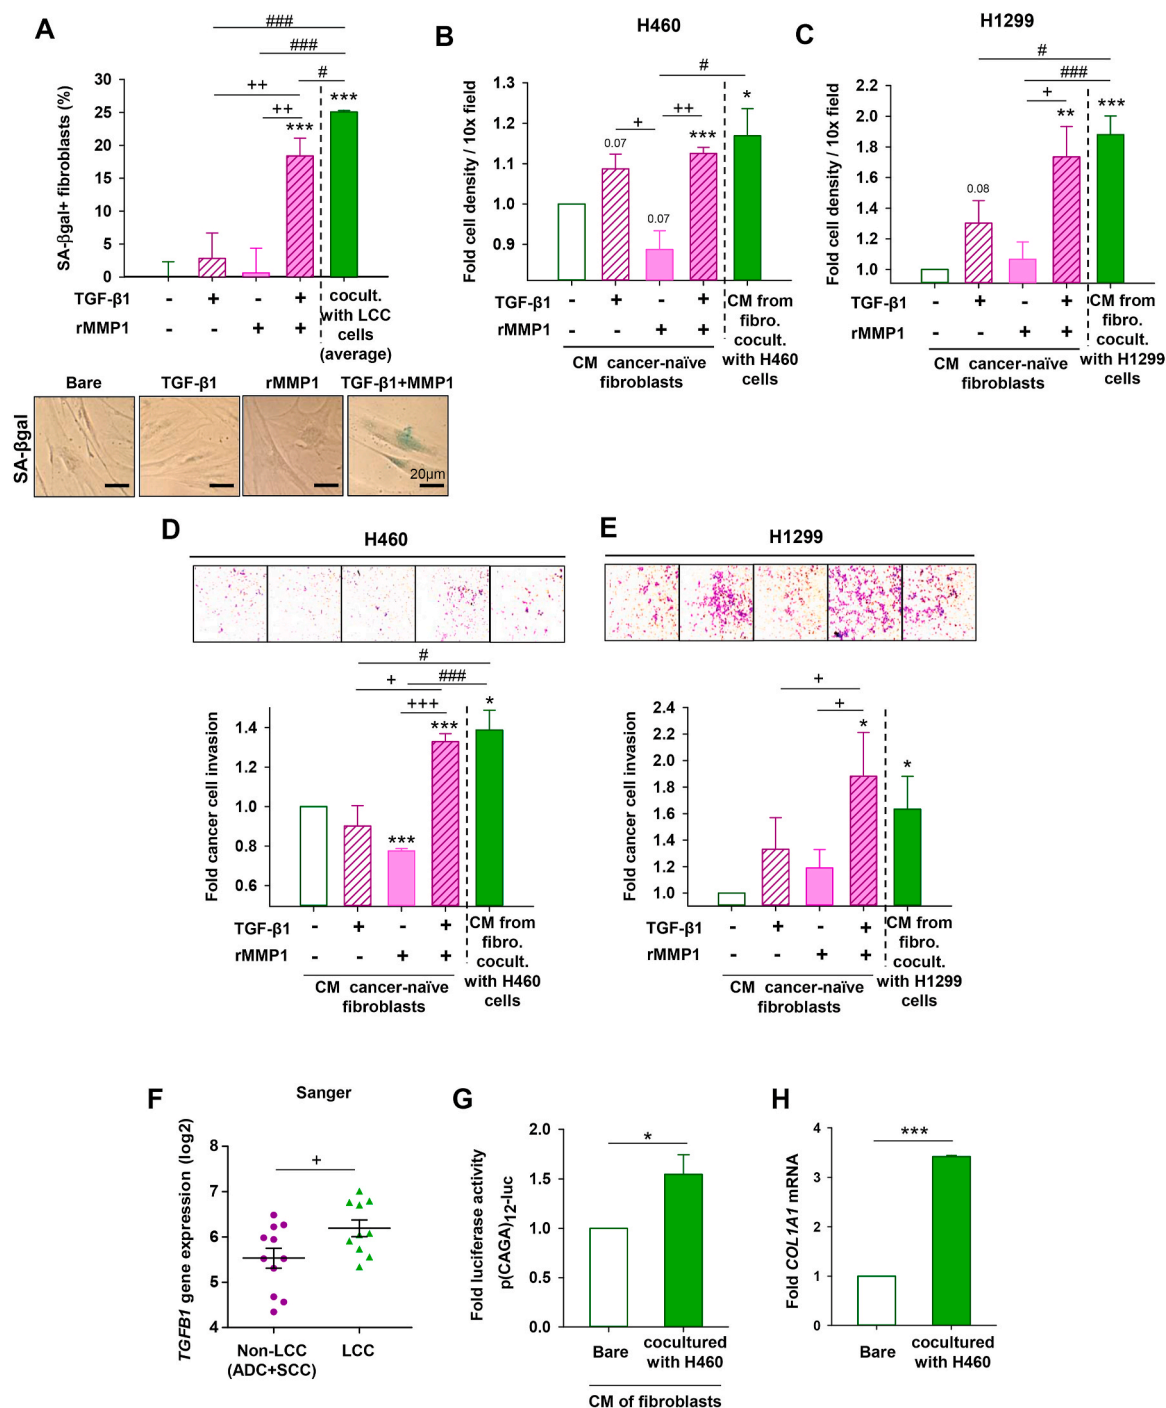 A
###
###
#
++
++
***
***
SA-βgal+ fibroblasts (%)
30
25
20
15
10
5
0
TGF-β1 - + - +
rMMP1 - - + +
cocult.
with LCC
cells
(average)
Bare TGF-β1 rMMP1 TGF-β1+MMP1
SA-βgal
20μm
B
H460
#
+
++
*
***
0.07
0.07
Fold cell density / 10x field
1.3
1.2
1.1
1.0
0.9
TGF-β1 - + - +
rMMP1 - - + +
CM cancer-naïve
fibroblasts
CM from
fibro.
cocult.
with H460
cells
C
H1299
#
###
+
***
**
0.08
Fold cell density / 10x field
2.2
2.0
1.8
1.6
1.4
1.2
1.0
TGF-β1 - + - +
rMMP1 - - + +
CM cancer-naïve
fibroblasts
CM from
fibro.
cocult.
with H1299
cells
D
H460
#
###
+
+++
*
***
***
Fold cancer cell invasion
1.4
1.0
0.8
0.6
TGF-β1 - + - +
rMMP1 - - + +
CM cancer-naïve
fibroblasts
CM from
fibro.
cocult.
with H460
cells
E
H1299
+
+
*
*
Fold cancer cell invasion
2.4
2.2
2.0
1.8
1.6
1.4
1.2
1.0
TGF-β1 - + - +
rMMP1 - - + +
CM cancer-naïve
fibroblasts
CM from
fibro.
cocult.
with H1299
cells
F
Sanger
+
TGFB1 gene expression (log2)
8
7
6
5
4
Non-LCC
(ADC+SCC)
LCC
G
*
Fold luciferase activity
p(CAGA)12-luc
2.0
1.5
1.0
0.5
0.0
Bare
cocultured
with H460
CM of fibroblasts
H
***
Fold COL1A1 mRNA
4
3
2
1
0
Bare
cocultured
with H460